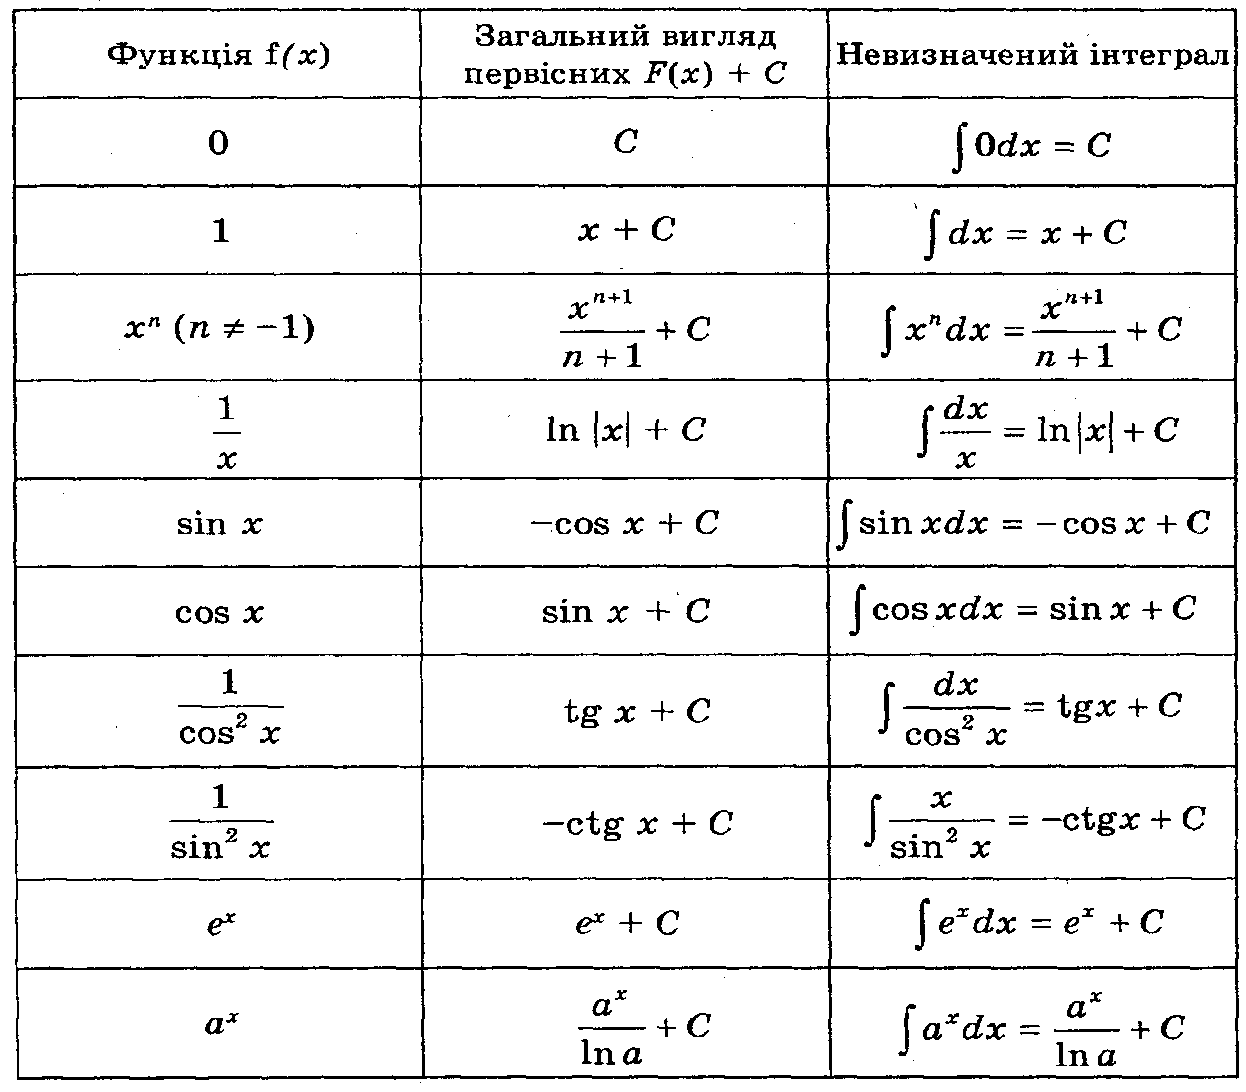 Функція f(x) | Загальний вигляд первісних F(x) + C | Невизначений інтеграл
0 | C | ∫0dx = C
1 | x + C | ∫dx = x + C
xⁿ (n ≠ −1) | xⁿ⁺¹/(n + 1) + C | ∫xⁿdx = xⁿ⁺¹/(n + 1) + C
1/x | ln |x| + C | ∫dx/x = ln|x| + C
sin x | −cos x + C | ∫sin xdx = −cos x + C
cos x | sin x + C | ∫cos xdx = sin x + C
1/cos² x | tg x + C | ∫dx/cos² x = tgx + C
1/sin² x | −ctg x + C | ∫x/sin² x = −ctgx + C
eˣ | eˣ + C | ∫eˣdx = eˣ + C
aˣ | aˣ/ln a + C | ∫aˣdx = aˣ/ln a + C